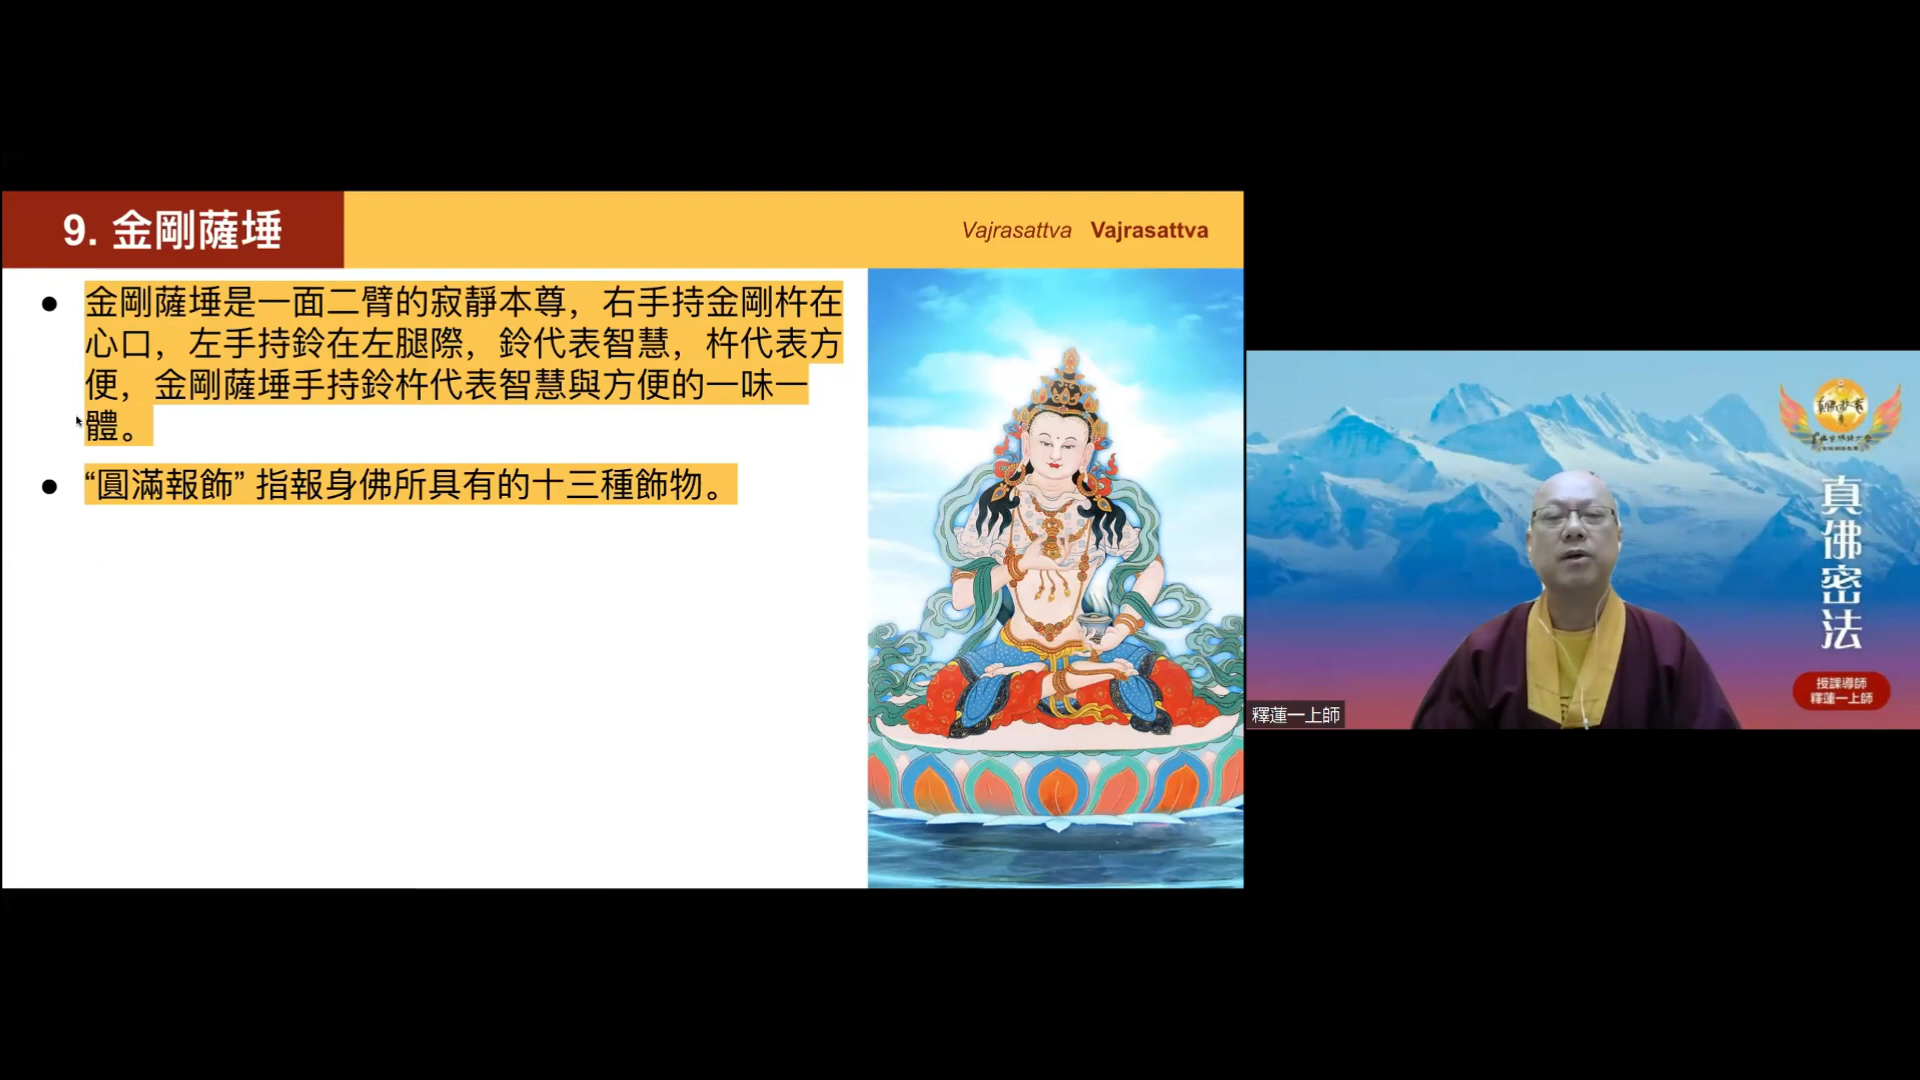 9. 金剛薩埵
Vajrasattva Vajrasattva
● 金剛薩埵是一面二臂的寂靜本尊，右手持金剛杵在
心口，左手持鈴在左腿際，鈴代表智慧，杵代表方
便，金剛薩埵手持鈴杵代表智慧與方便的一味一
體。
● “圓滿報飾” 指報身佛所具有的十三種飾物。
真佛密法
授課導師
釋蓮一上師
釋蓮一上師